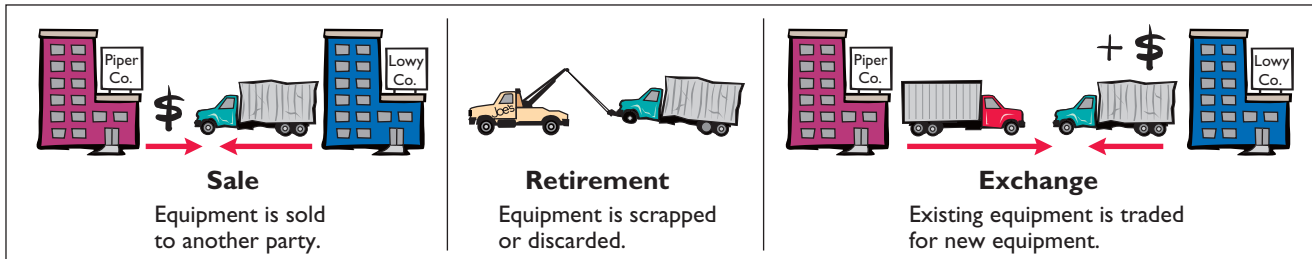 Piper
Co.
$
Lowy
Co.
Sale
Equipment is sold
to another party.
Joe's
Retirement
Equipment is scrapped
or discarded.
Piper
Co.
+ $
Lowy
Co.
Exchange
Existing equipment is traded
for new equipment.